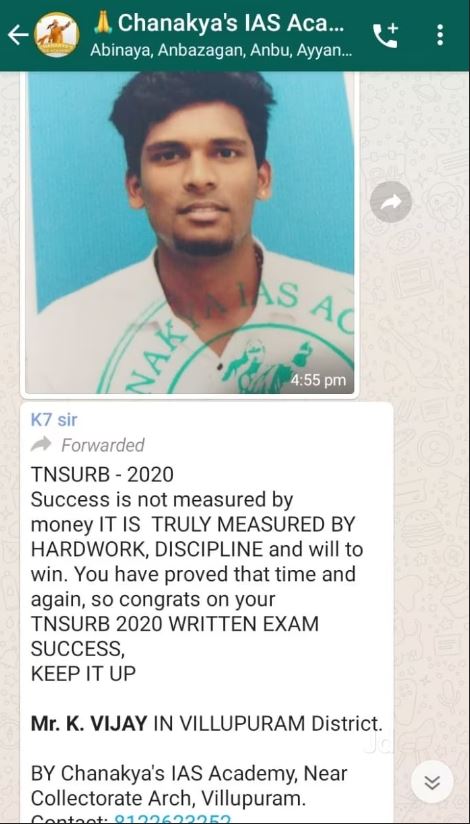 🙏 Chanakya's IAS Aca...
Abinaya, Anbazagan, Anbu, Ayyan...
NAKYA IAS AC
4:55 pm
K7 sir
Forwarded
TNSURB - 2020
Success is not measured by
money IT IS TRULY MEASURED BY
HARDWORK, DISCIPLINE and will to
win. You have proved that time and
again, so congrats on your
TNSURB 2020 WRITTEN EXAM
SUCCESS,
KEEP IT UP
Mr. K. VIJAY IN VILLUPURAM District.
BY Chanakya's IAS Academy, Near
Collectorate Arch, Villupuram.
Contact: 8122623252